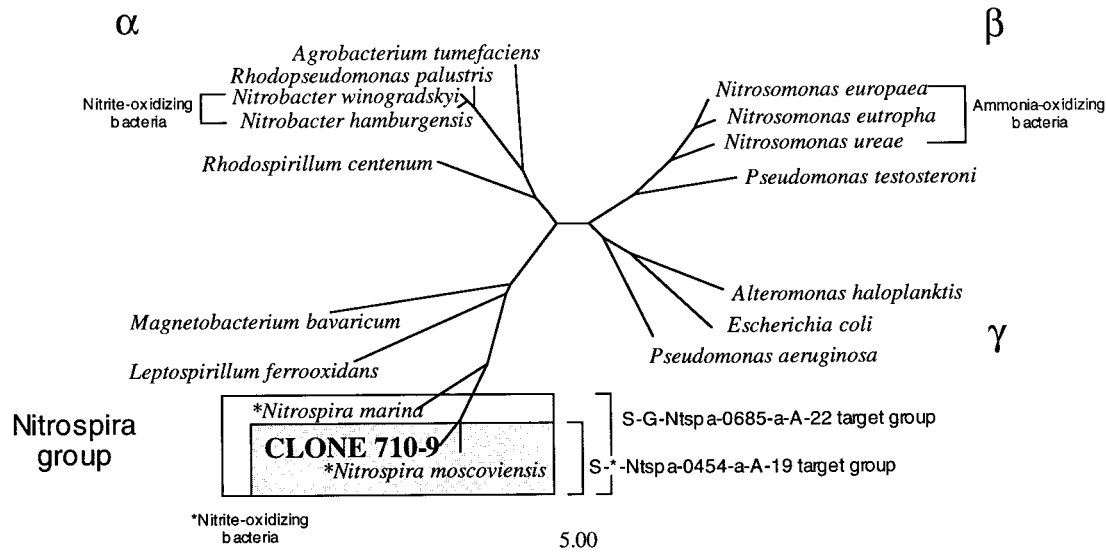 α
β
Agrobacterium tumefaciens
Rhodopseudomonas palustris
Nitrite-oxidizing
bacteria
Nitrobacter winogradskyi
Nitrobacter hamburgensis
Rhodospirillum centenum
Nitrosomonas europaea
Nitrosomonas eutropha
Nitrosomonas ureae
Ammonia-oxidizing
bacteria
Pseudomonas testosteroni
Alteromonas haloplanktis
Escherichia coli
Pseudomonas aeruginosa
γ
Magnetobacterium bavaricum
Leptospirillum ferrooxidans
Nitrospira
group
*Nitrospira marina
CLONE 710-9
*Nitrospira moscoviensis
S-G-Ntspa-0685-a-A-22 target group
S-*-Ntspa-0454-a-A-19 target group
*Nitrite-oxidizing
bacteria
5.00